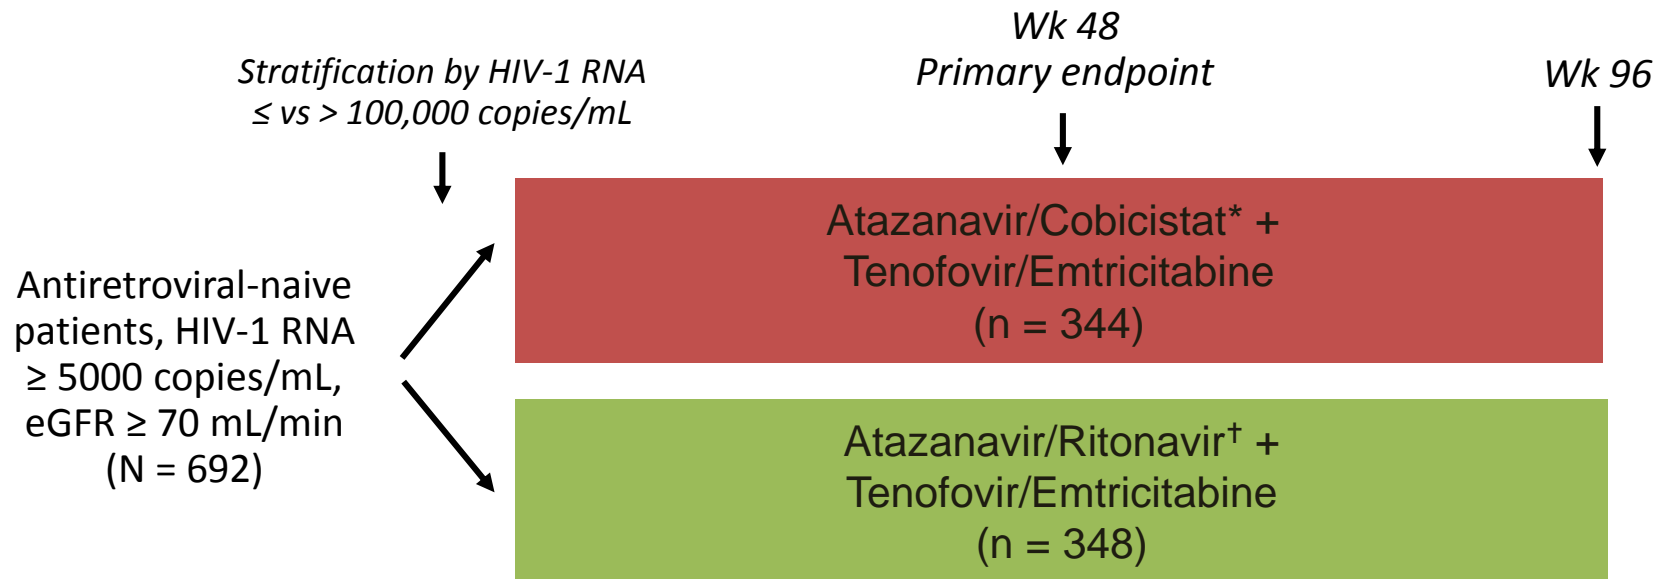 Stratification by HIV-1 RNA
≤ vs > 100,000 copies/mL
Wk 48
Primary endpoint
Wk 96
Antiretroviral-naive
patients, HIV-1 RNA
≥ 5000 copies/mL,
eGFR ≥ 70 mL/min
(N = 692)
Atazanavir/Cobicistat* +
Tenofovir/Emtricitabine
(n = 344)
Atazanavir/Ritonavir† +
Tenofovir/Emtricitabine
(n = 348)